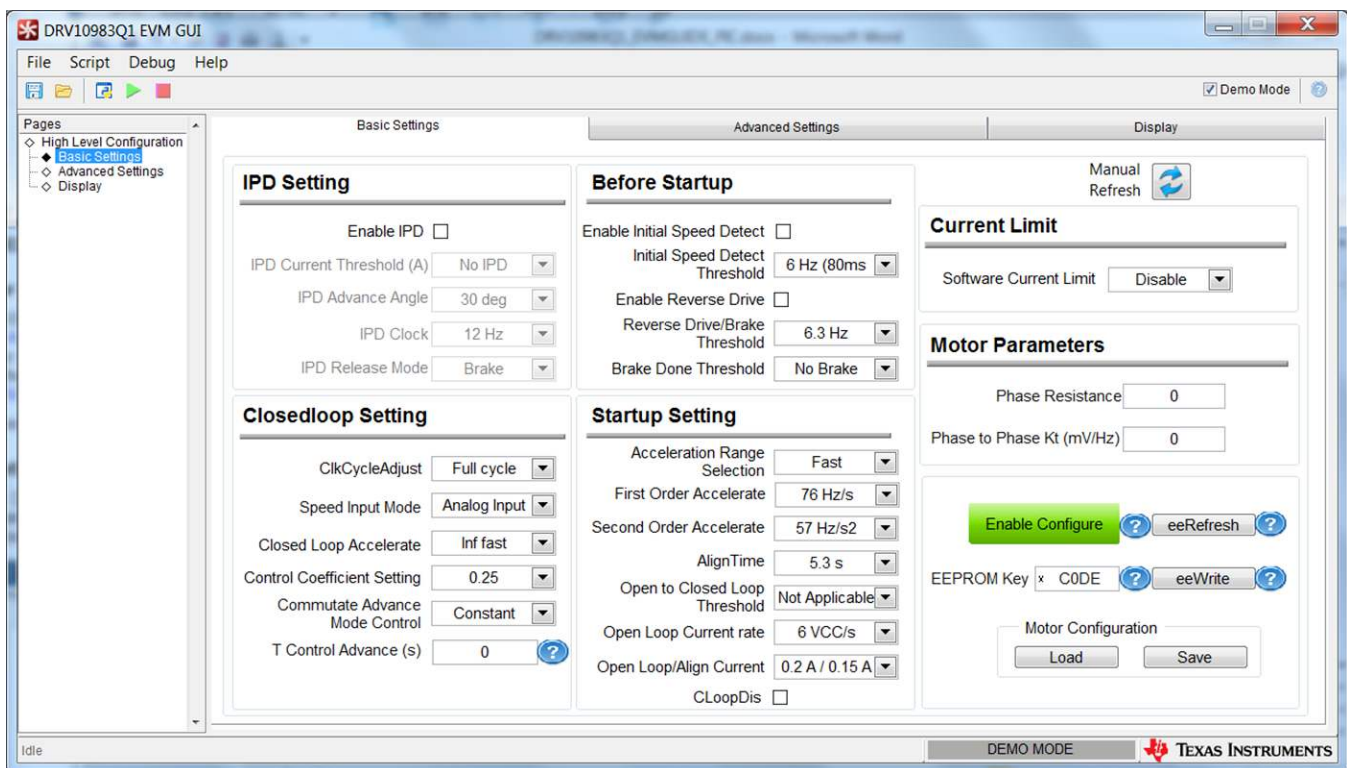 DRV10983Q1 EVM GUI
File Script Debug Help
Demo Mode
Pages
High Level Configuration
Basic Settings
Advanced Settings
Display
Basic Settings
Advanced Settings
Display
IPD Setting
Enable IPD
IPD Current Threshold (A) No IPD
IPD Advance Angle 30 deg
IPD Clock 12 Hz
IPD Release Mode Brake
Closedloop Setting
ClkCycleAdjust Full cycle
Speed Input Mode Analog Input
Closed Loop Accelerate Inf fast
Control Coefficient Setting 0.25
Commutate Advance
Mode Control Constant
T Control Advance (s) 0 ?
Before Startup
Enable Initial Speed Detect
Initial Speed Detect
Threshold 6 Hz (80ms
Enable Reverse Drive
Reverse Drive/Brake
Threshold 6.3 Hz
Brake Done Threshold No Brake
Startup Setting
Acceleration Range
Selection Fast
First Order Accelerate 76 Hz/s
Second Order Accelerate 57 Hz/s2
AlignTime 5.3 s
Open to Closed Loop
Threshold Not Applicable
Open Loop Current rate 6 VCC/s
Open Loop/Align Current 0.2 A / 0.15 A
CLoopDis
Manual
Refresh
Current Limit
Software Current Limit Disable
Motor Parameters
Phase Resistance 0
Phase to Phase Kt (mV/Hz) 0
Enable Configure ? eeRefresh ?
EEPROM Key x C0DE ? eeWrite ?
Motor Configuration
Load Save
Idle
DEMO MODE
TEXAS INSTRUMENTS